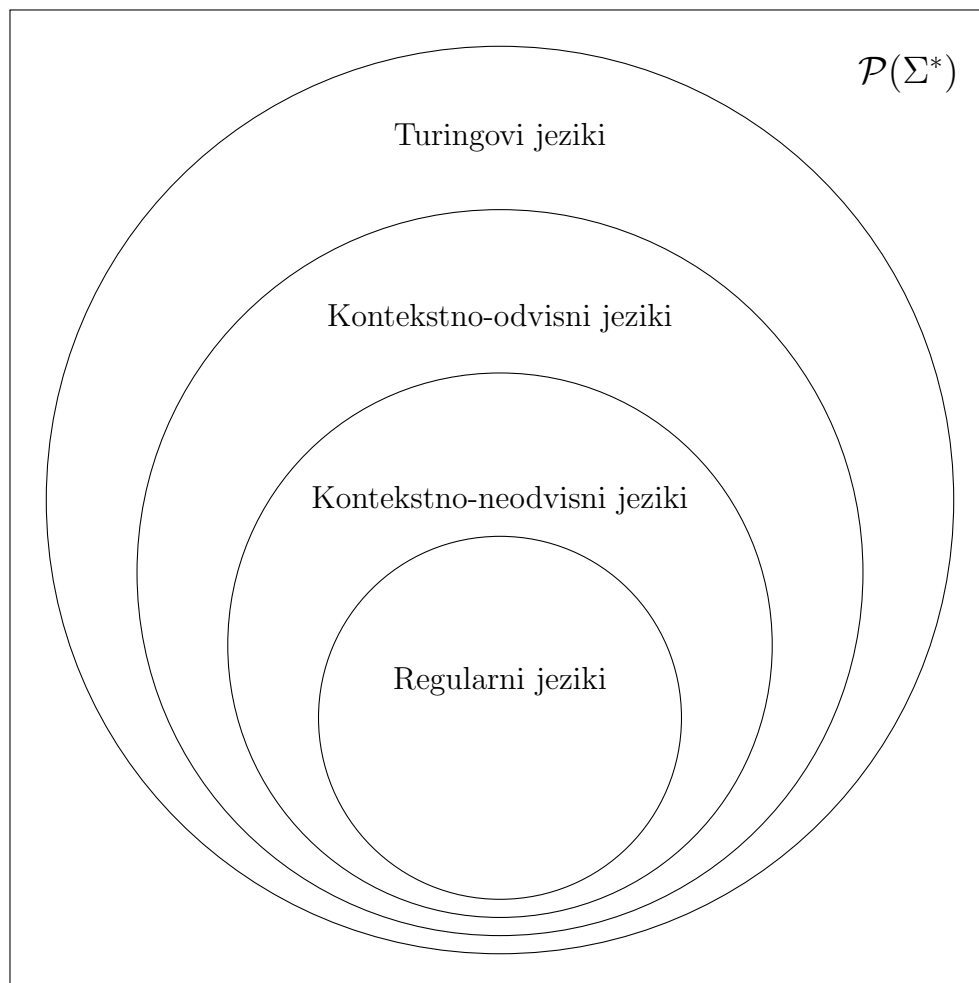 𝒫(Σ*)
Turingovi jeziki
Kontekstno-odvisni jeziki
Kontekstno-neodvisni jeziki
Regularni jeziki